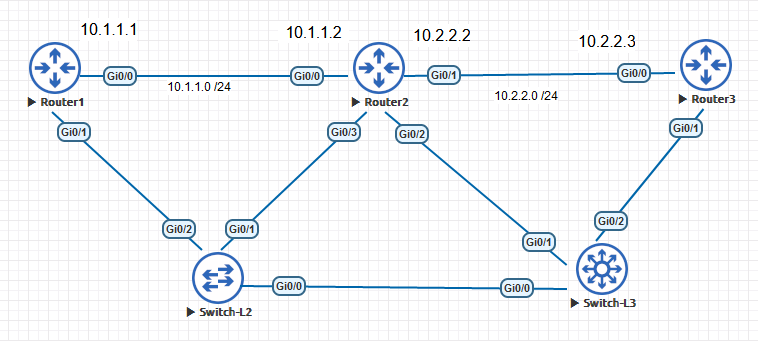 10.1.1.1
10.1.1.2
10.2.2.2
10.2.2.3
Gi0/0
Gi0/0
Gi0/1
Gi0/0
10.1.1.0 /24
10.2.2.0 /24
Router1
Router2
Router3
Gi0/1
Gi0/3
Gi0/2
Gi0/1
Gi0/2
Gi0/1
Gi0/1
Gi0/2
Gi0/0
Gi0/0
Switch-L2
Switch-L3